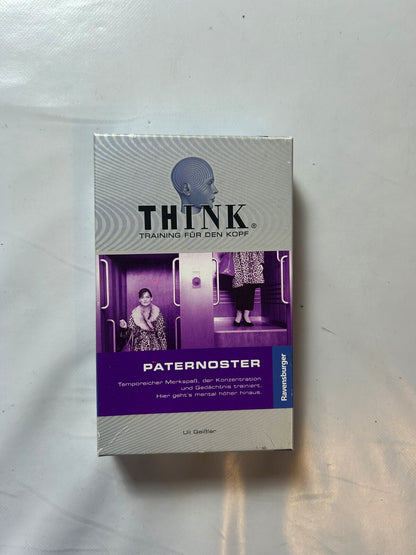 THINK®
TRAINING FÜR DEN KOPF
PATERNOSTER
Temporeicher Merkspaß, der Konzentration
und Gedächtnis trainiert.
Hier geht's mental höher hinaus.
Ravensburger
Uli Geißler